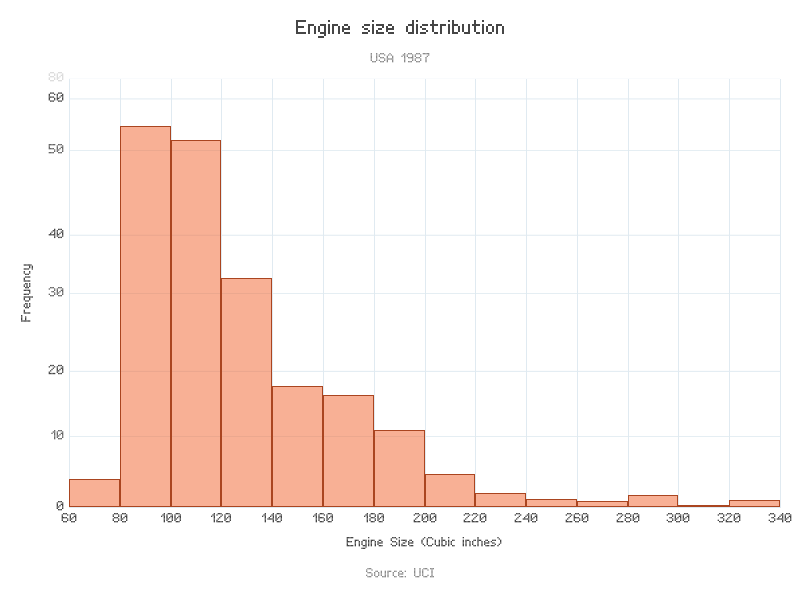 Engine size distribution
USA 1987
80
60
50
40
30
20
10
0
Frequency
60 80 100 120 140 160 180 200 220 240 260 280 300 320 340
Engine Size (Cubic inches)
Source: UCI